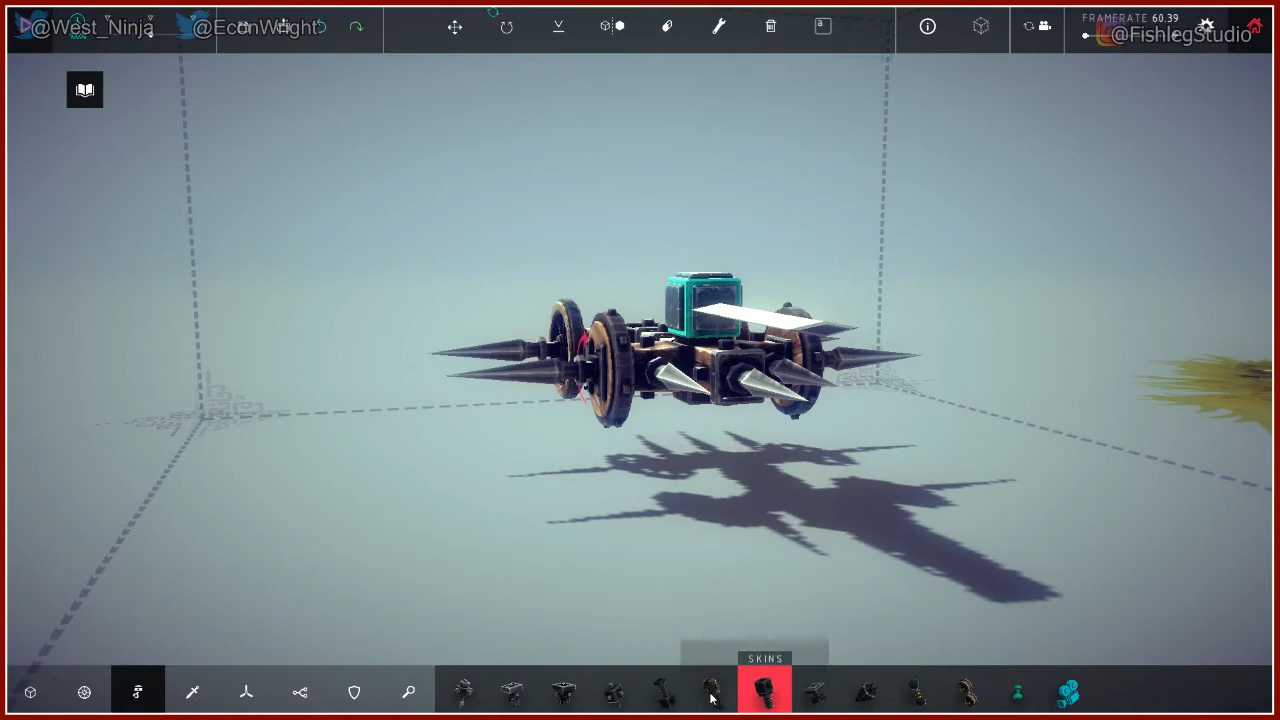 @West_Ninja
@EconWright
FRAMERATE 60.39
@FishlegStudio
SKINS